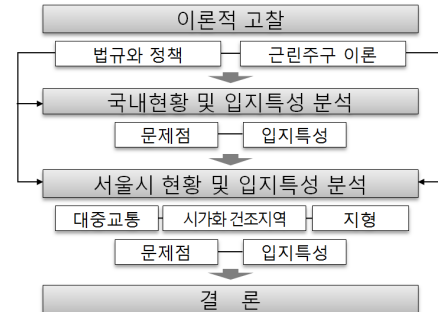 이론적 고찰
법규와 정책 근린주구 이론
국내현황 및 입지특성 분석
문제점 입지특성
서울시 현황 및 입지특성 분석
대중교통 시가화 건조지역 지형
문제점 입지특성
결 론